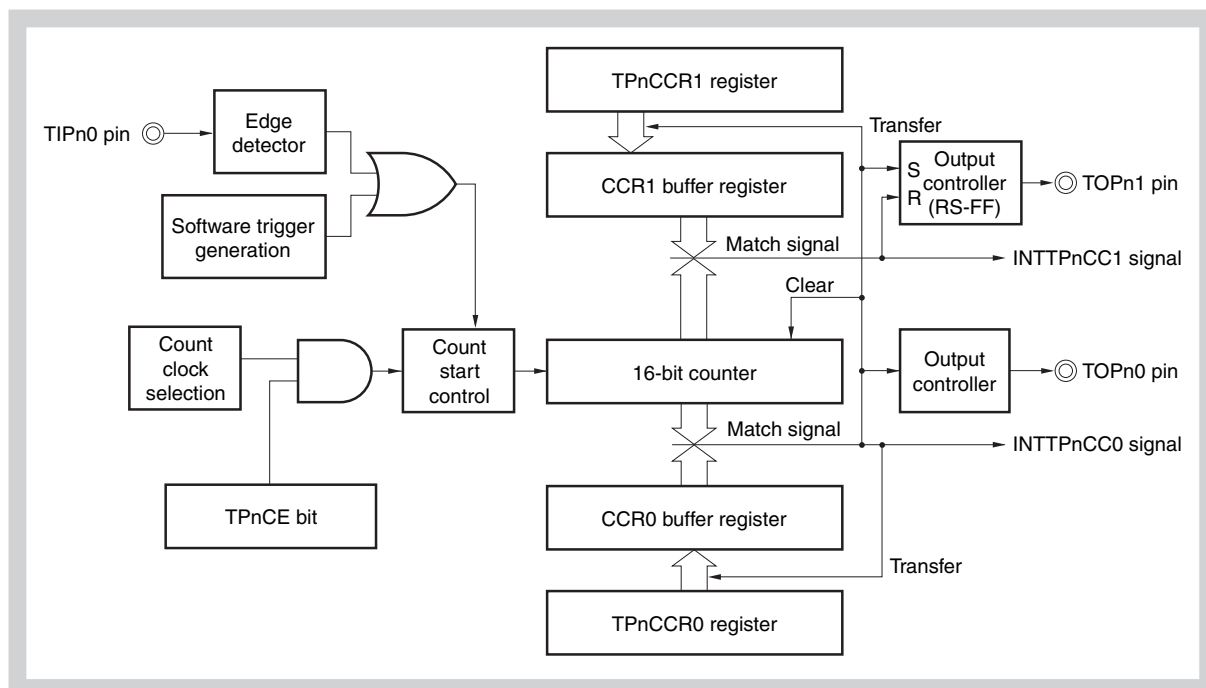 TPnCCR1 register
TIPn0 pin
Edge
detector
Transfer
CCR1 buffer register
S
R
Output
controller
(RS-FF)
TOPn1 pin
Software trigger
generation
Match signal
INTTPnCC1 signal
Clear
Count
clock
selection
Count
start
control
16-bit counter
Output
controller
TOPn0 pin
Match signal
INTTPnCC0 signal
TPnCE bit
CCR0 buffer register
Transfer
TPnCCR0 register